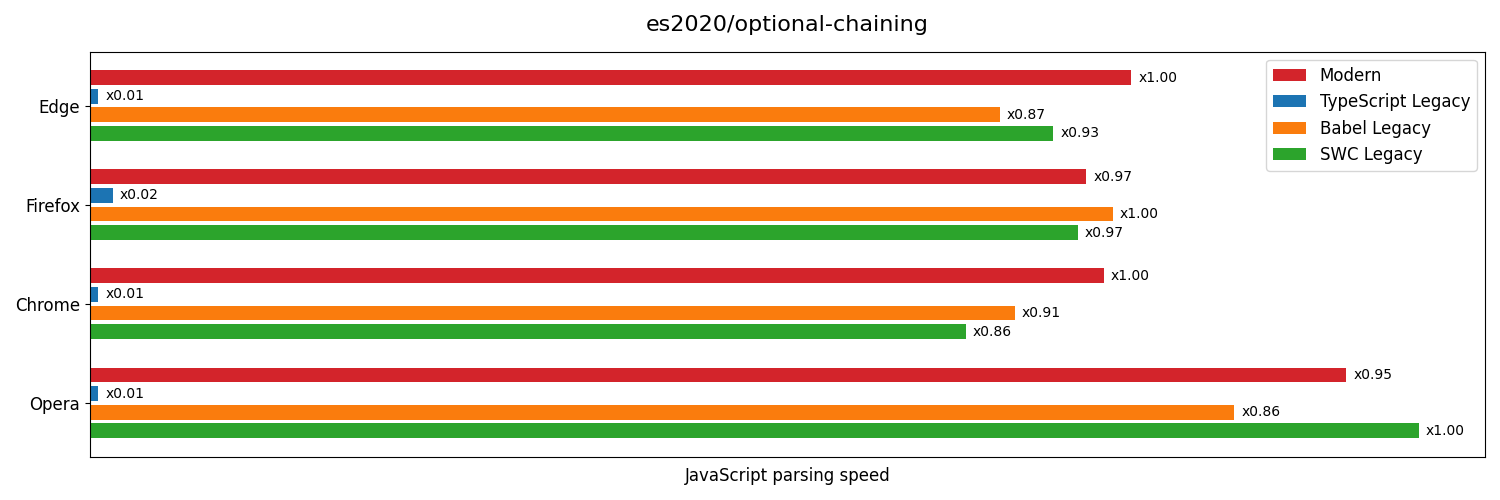 es2020/optional-chaining
Modern
TypeScript Legacy
Babel Legacy
SWC Legacy
Edge
x1.00
x0.01
x0.87
x0.93
Firefox
x0.97
x0.02
x1.00
x0.97
Chrome
x1.00
x0.01
x0.91
x0.86
Opera
x0.95
x0.01
x0.86
x1.00
JavaScript parsing speed